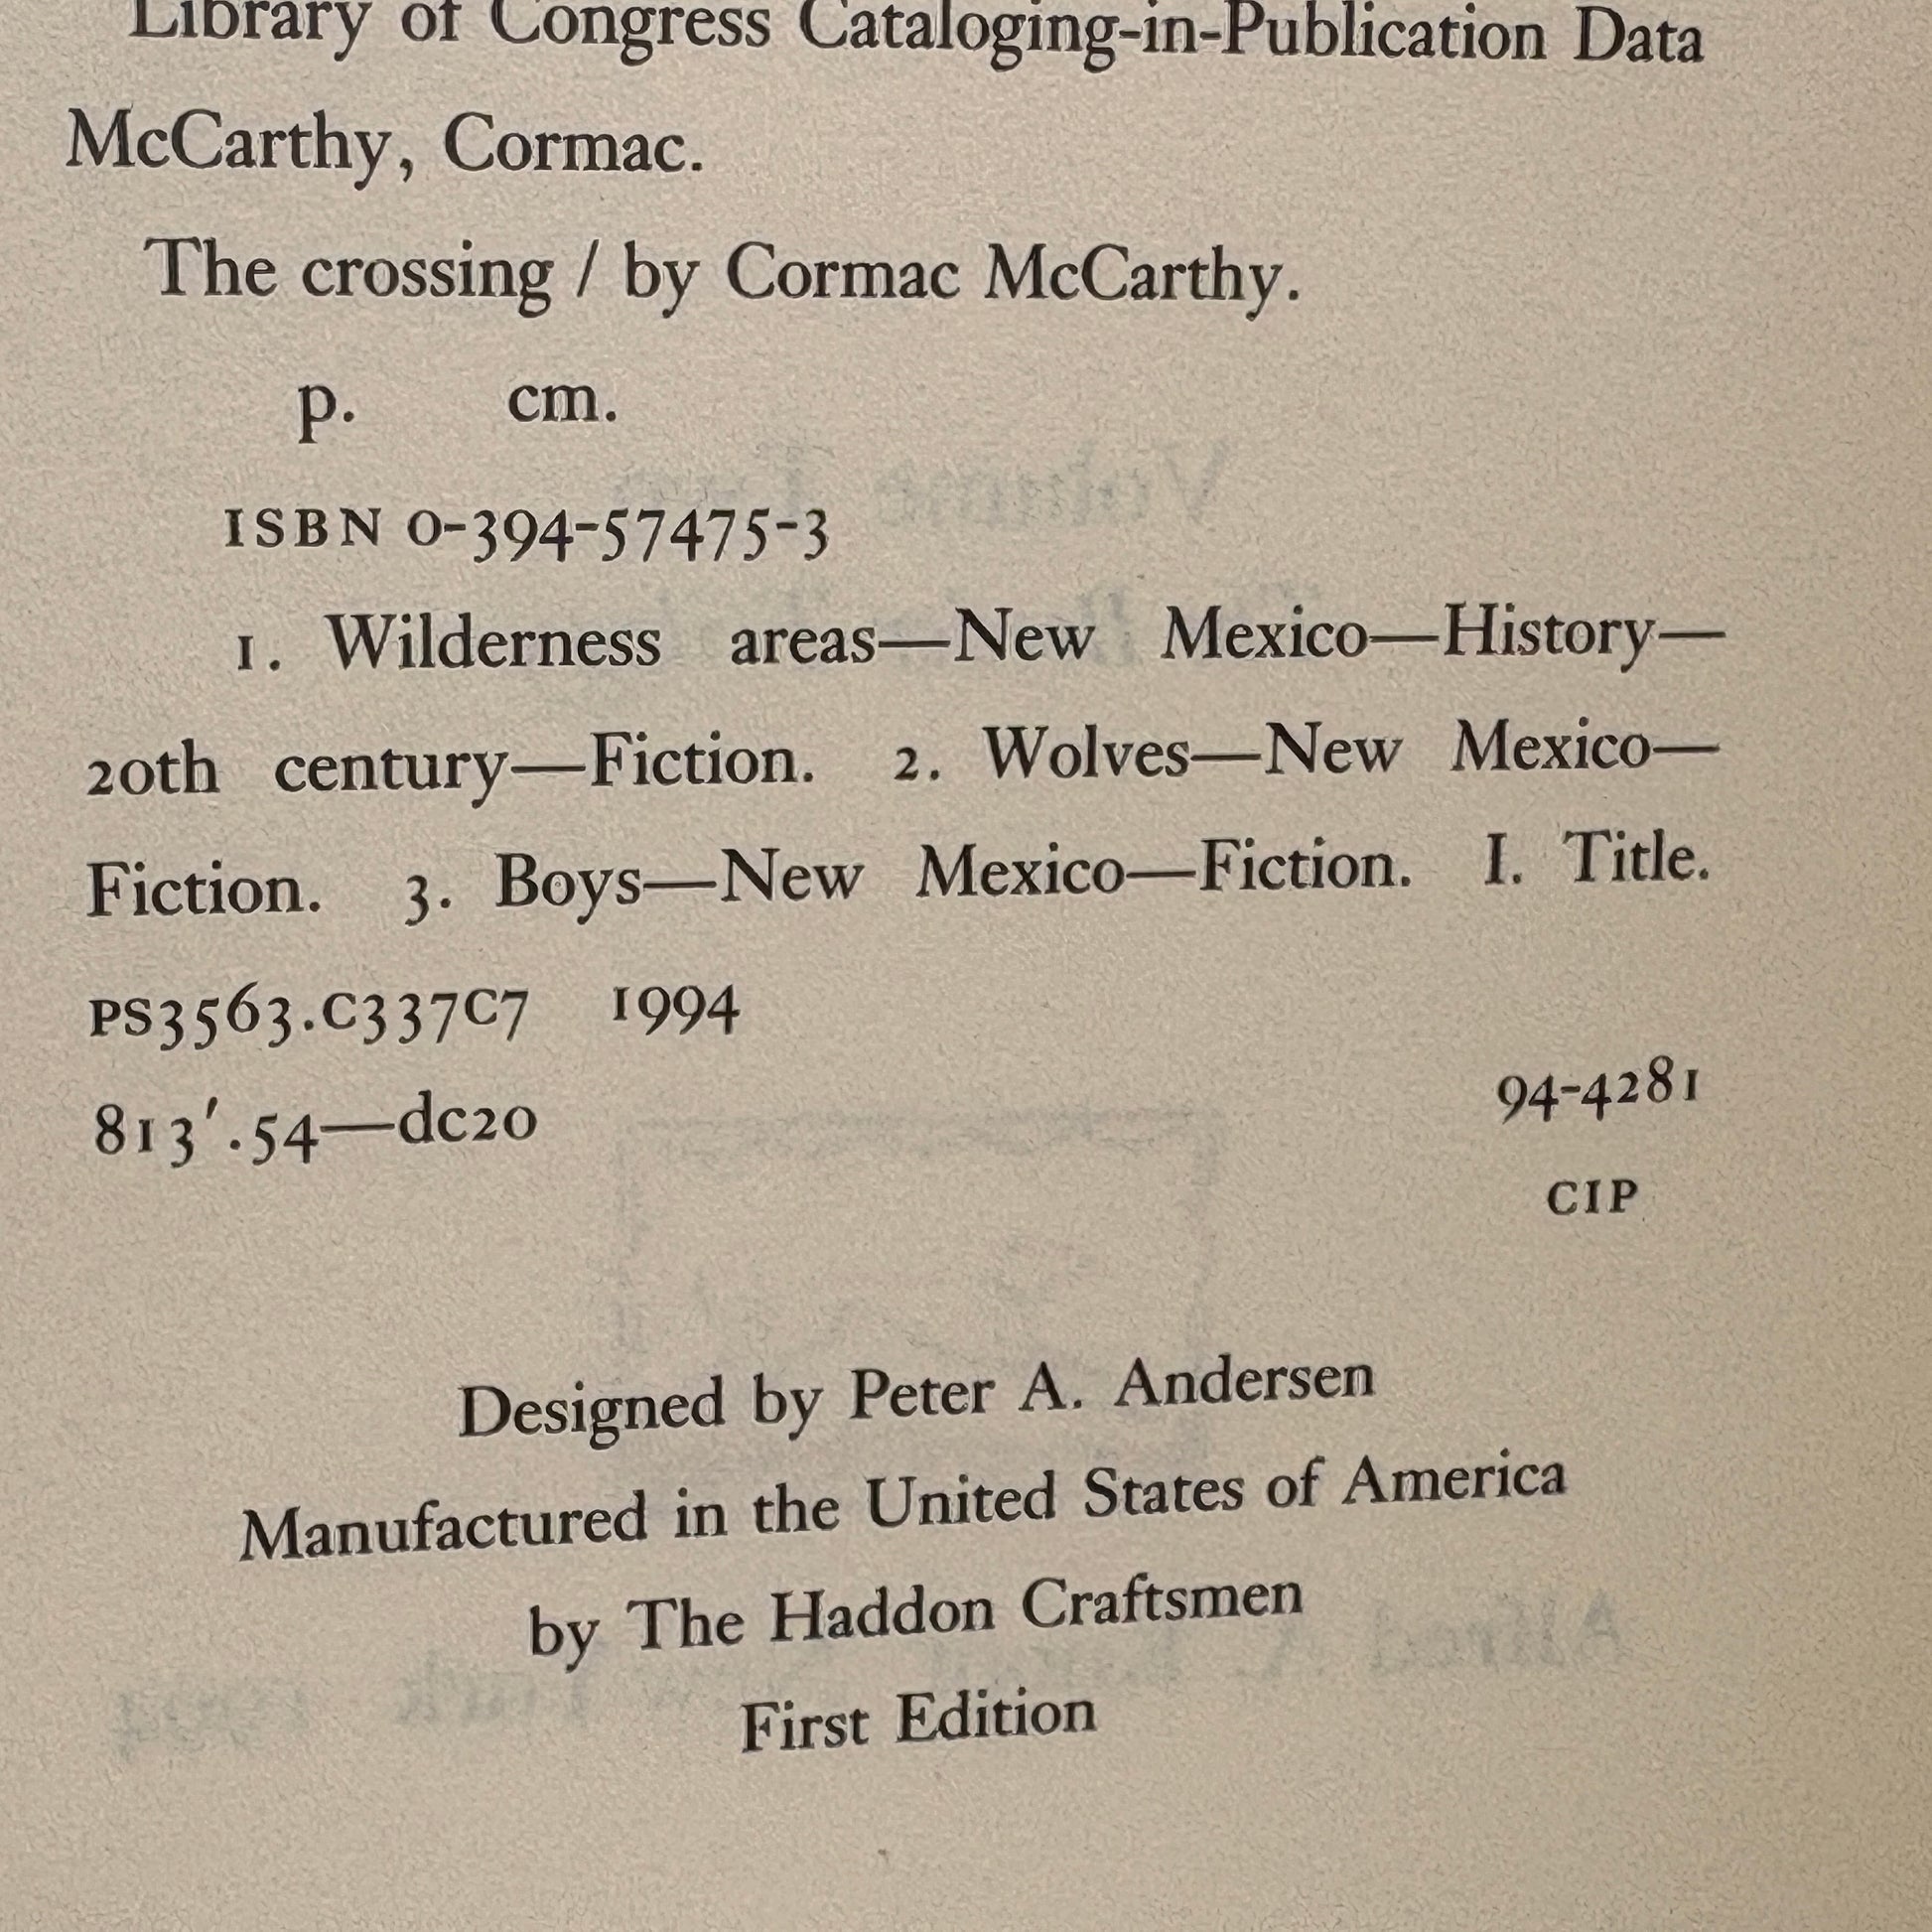 Library of Congress Cataloging-in-Publication Data
McCarthy, Cormac.
The crossing / by Cormac McCarthy.
p. cm.
ISBN 0-394-57475-3
1. Wilderness areas—New Mexico—History—
20th century—Fiction. 2. Wolves—New Mexico—
Fiction. 3. Boys—New Mexico—Fiction. I. Title.
PS3563.C337C7 1994
94-4281
813'.54—dc20
CIP
Designed by Peter A. Andersen
Manufactured in the United States of America
by The Haddon Craftsmen
First Edition